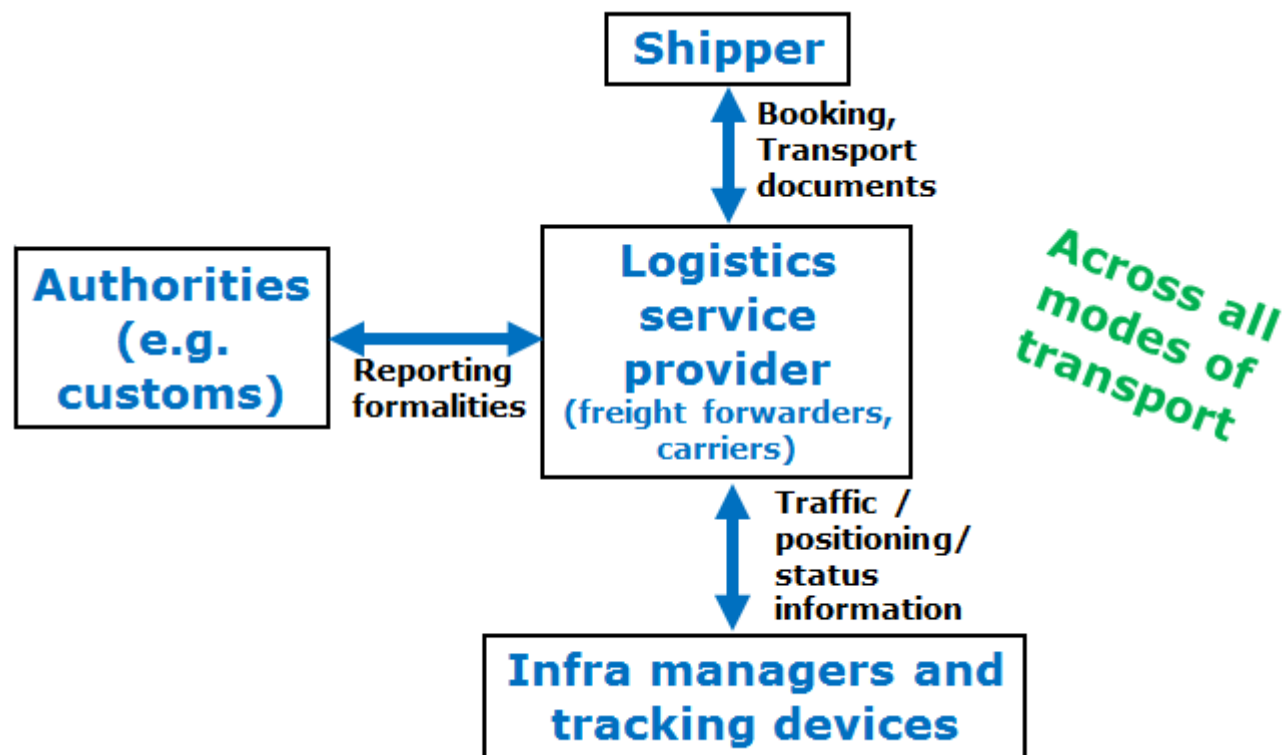 Shipper
Booking,
Transport
documents
Across all
modes of
transport
Authorities
(e.g.
customs)
Reporting
formalities
Logistics
service
provider
(freight forwarders,
carriers)
Traffic /
positioning/
status
information
Infra managers and
tracking devices